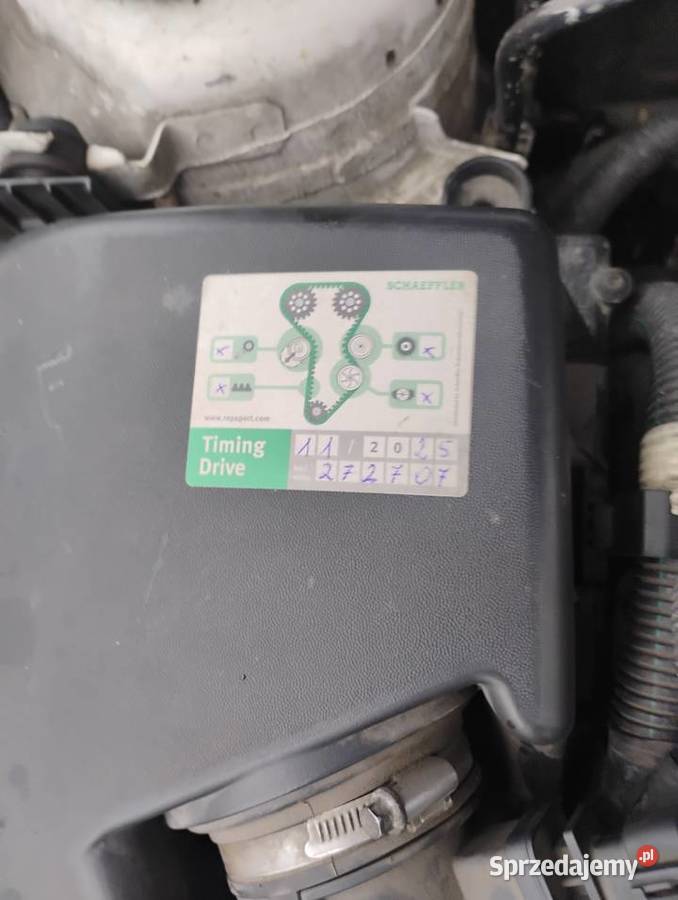 SCHAEFFLER
x x
x x
www.repxpert.com
Timing Drive
11 / 2025
272707
Sprzedajemy.pl